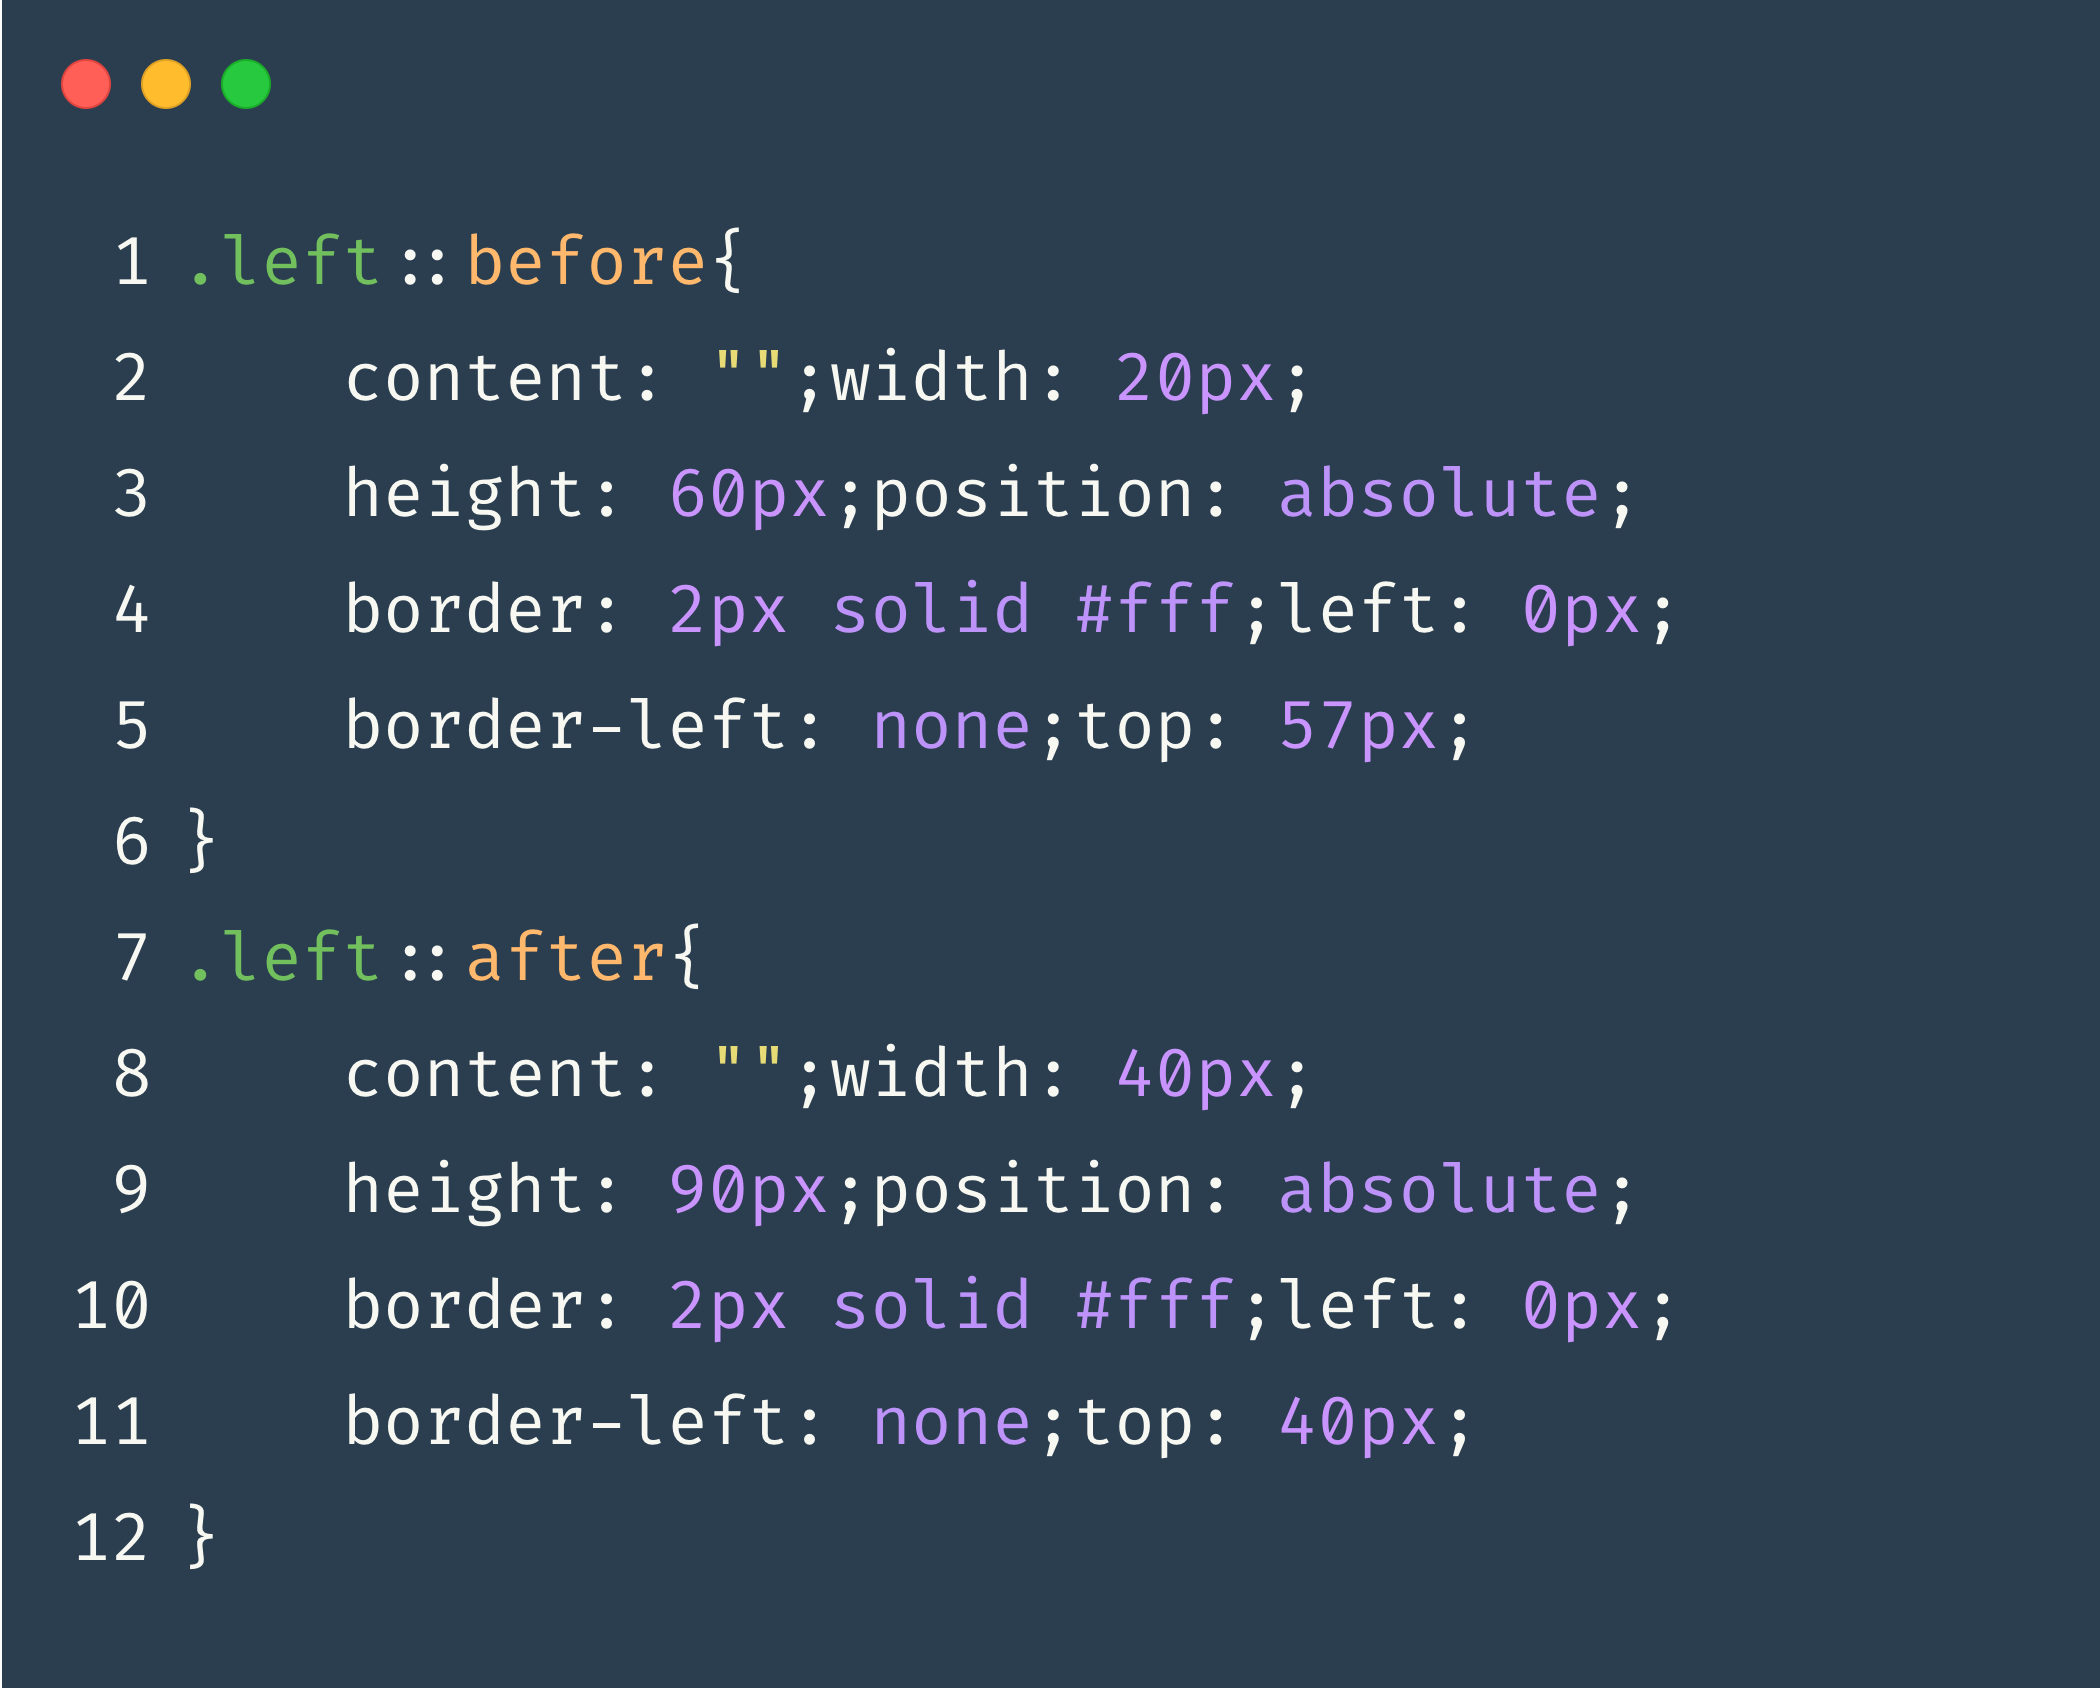 1 .left::before{
2     content: "";width: 20px;
3     height: 60px;position: absolute;
4     border: 2px solid #fff;left: 0px;
5     border-left: none;top: 57px;
6 }
7 .left::after{
8     content: "";width: 40px;
9     height: 90px;position: absolute;
10     border: 2px solid #fff;left: 0px;
11     border-left: none;top: 40px;
12 }